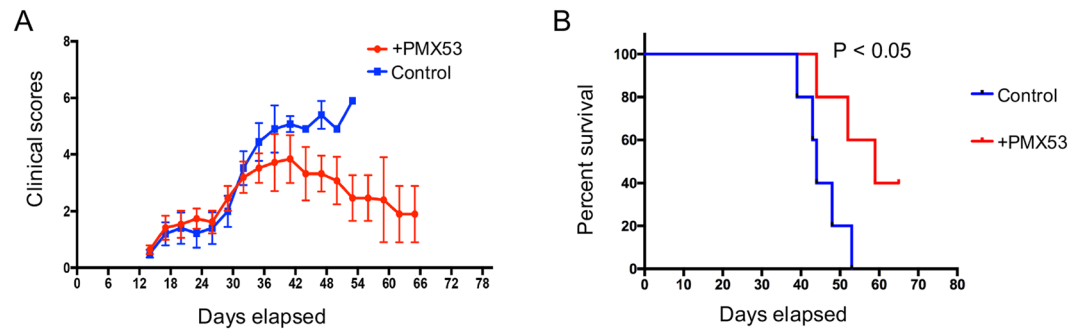 A
8
6
4
2
0
Clinical scores
0 6 12 18 24 30 36 42 48 54 60 66 72 78
Days elapsed
+PMX53
Control
B
100
80
60
40
20
0
Percent survival
0 10 20 30 40 50 60 70 80
Days elapsed
P < 0.05
Control
+PMX53